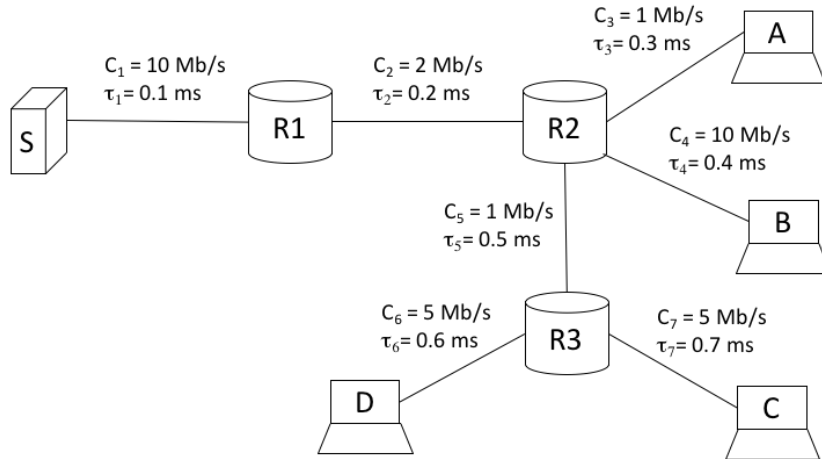 C₃ = 1 Mb/s
τ₃= 0.3 ms
A
C₁ = 10 Mb/s
τ₁= 0.1 ms
C₂ = 2 Mb/s
τ₂= 0.2 ms
S
R1
R2
C₄ = 10 Mb/s
τ₄= 0.4 ms
C₅ = 1 Mb/s
τ₅= 0.5 ms
B
C₆ = 5 Mb/s
τ₆= 0.6 ms
R3
C₇ = 5 Mb/s
τ₇= 0.7 ms
D
C